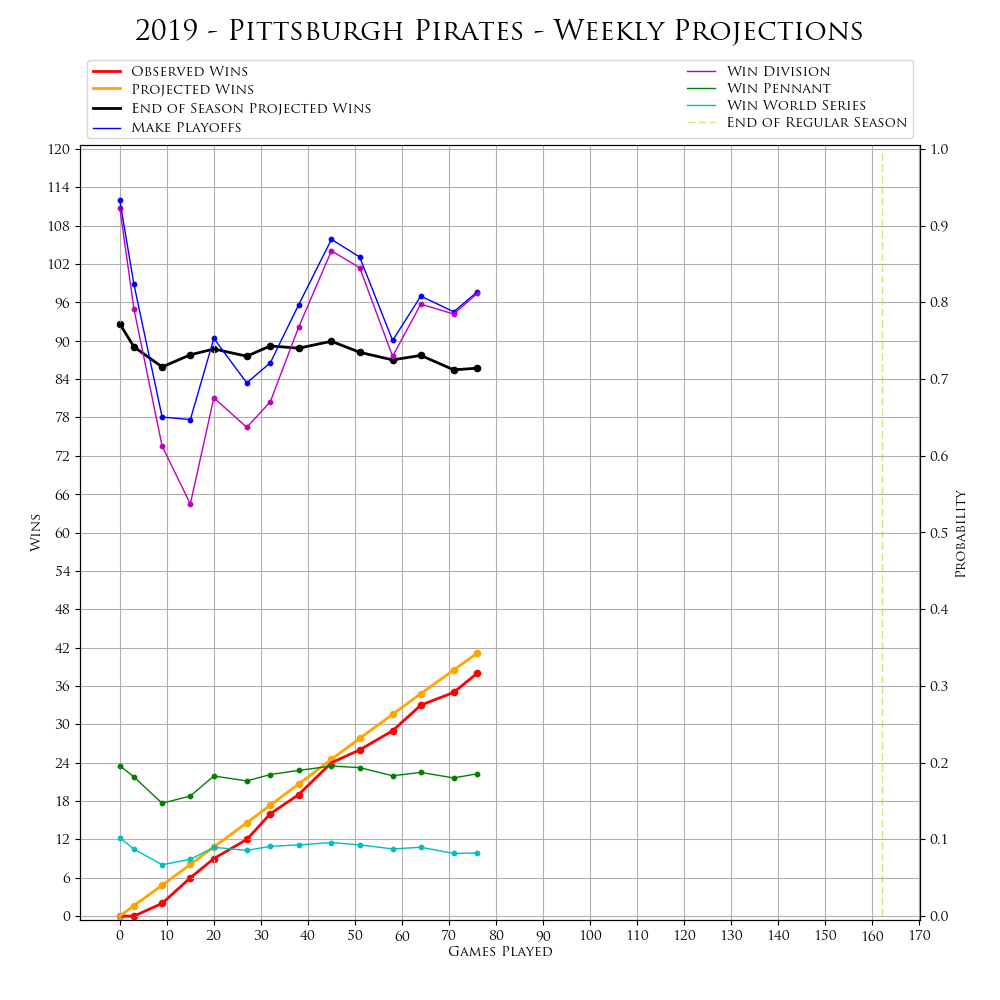 2019 - Pittsburgh Pirates - Weekly Projections
Observed Wins
Projected Wins
End of Season Projected Wins
Make Playoffs
Win Division
Win Pennant
Win World Series
End of Regular Season
120
114
108
102
96
90
84
78
72
66
60
54
48
42
36
30
24
18
12
6
0
Wins
1.0
0.9
0.8
0.7
0.6
0.5
0.4
0.3
0.2
0.1
0.0
Probability
0 10 20 30 40 50 60 70 80 90 100 110 120 130 140 150 160 170
Games Played